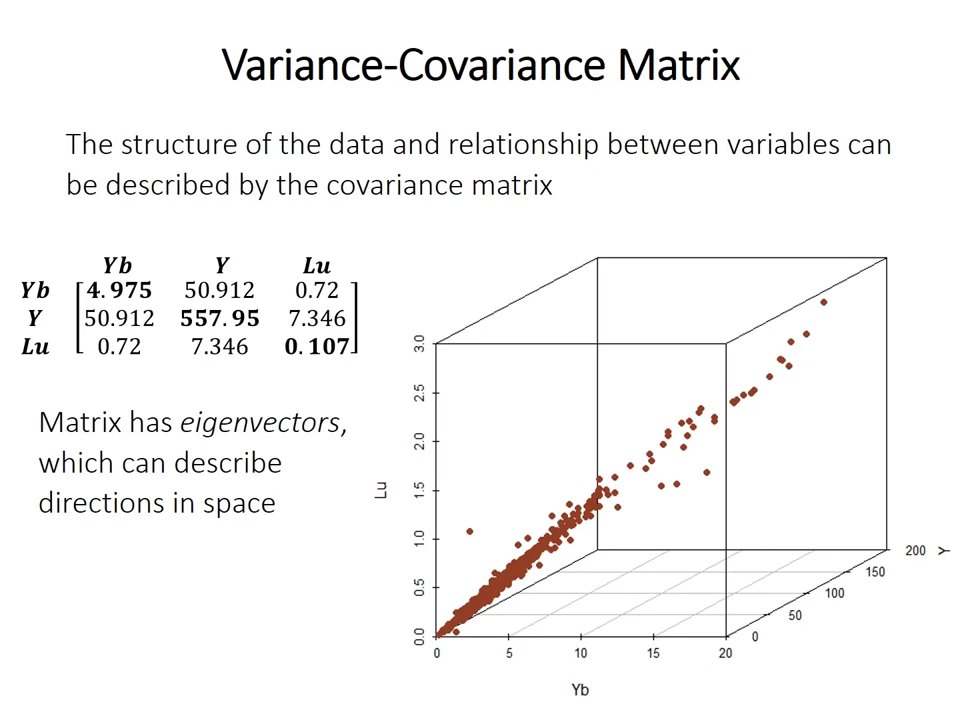 Variance-Covariance Matrix
The structure of the data and relationship between variables can
be described by the covariance matrix
Yb Y Lu
Yb 4.975 50.912 0.72
Y 50.912 557.95 7.346
Lu 0.72 7.346 0.107
Matrix has eigenvectors,
which can describe
directions in space
3.0
2.5
2.0
1.5
1.0
0.5
0.0
Lu
0 5 10 15 20
Yb
0
50
100
150
200
Y